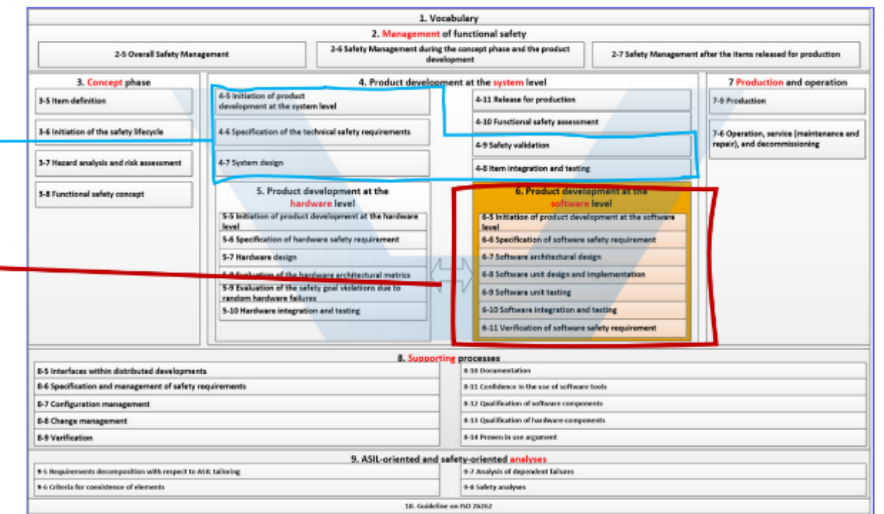 1. Vocabulary
2. Management of functional safety
2-5 Overall Safety Management
2-6 Safety Management during the concept phase and the product
development
2-7 Safety Management after the items released for production
3. Concept phase
3-5 Item definition
3-6 Initiation of the safety lifecycle
3-7 Hazard analysis and risk assessment
3-8 Functional safety concept
4. Product development at the system level
4-5 Initiation of product
development at the system level
4-6 Specification of the technical safety requirements
4-7 System design
4-11 Release for production
4-10 Functional safety assessment
4-9 Safety validation
4-8 Item integration and testing
7 Production and operation
7-9 Production
7-6 Operation, service (maintenance and
repair), and decommissioning
5. Product development at the
hardware level
5-5 Initiation of product development at the hardware
level
5-6 Specification of hardware safety requirement
5-7 Hardware design
5-8 Evaluation of the hardware architectural metrics
5-9 Evaluation of the safety goal violations due to
random hardware failures
5-10 Hardware integration and testing
6. Product development at the
software level
6-5 Initiation of product development at the software
level
6-6 Specification of software safety requirement
6-7 Software architectural design
6-8 Software unit design and implementation
6-9 Software unit testing
6-10 Software integration and testing
6-11 Verification of software safety requirement
8. Supporting processes
8-5 Interfaces within distributed developments
8-6 Specification and management of safety requirements
8-7 Configuration management
8-8 Change management
8-9 Verification
8-10 Documentation
8-11 Confidence in the use of software tools
8-12 Qualification of software components
8-13 Qualification of hardware components
8-14 Proven in use argument
9. ASIL-oriented and safety-oriented analyses
9-5 Requirements decomposition with respect to ASIL tailoring
9-6 Criteria for coexistence of elements
9-7 Analysis of dependent failures
9-8 Safety analyses
10. Guideline on ISO 26262